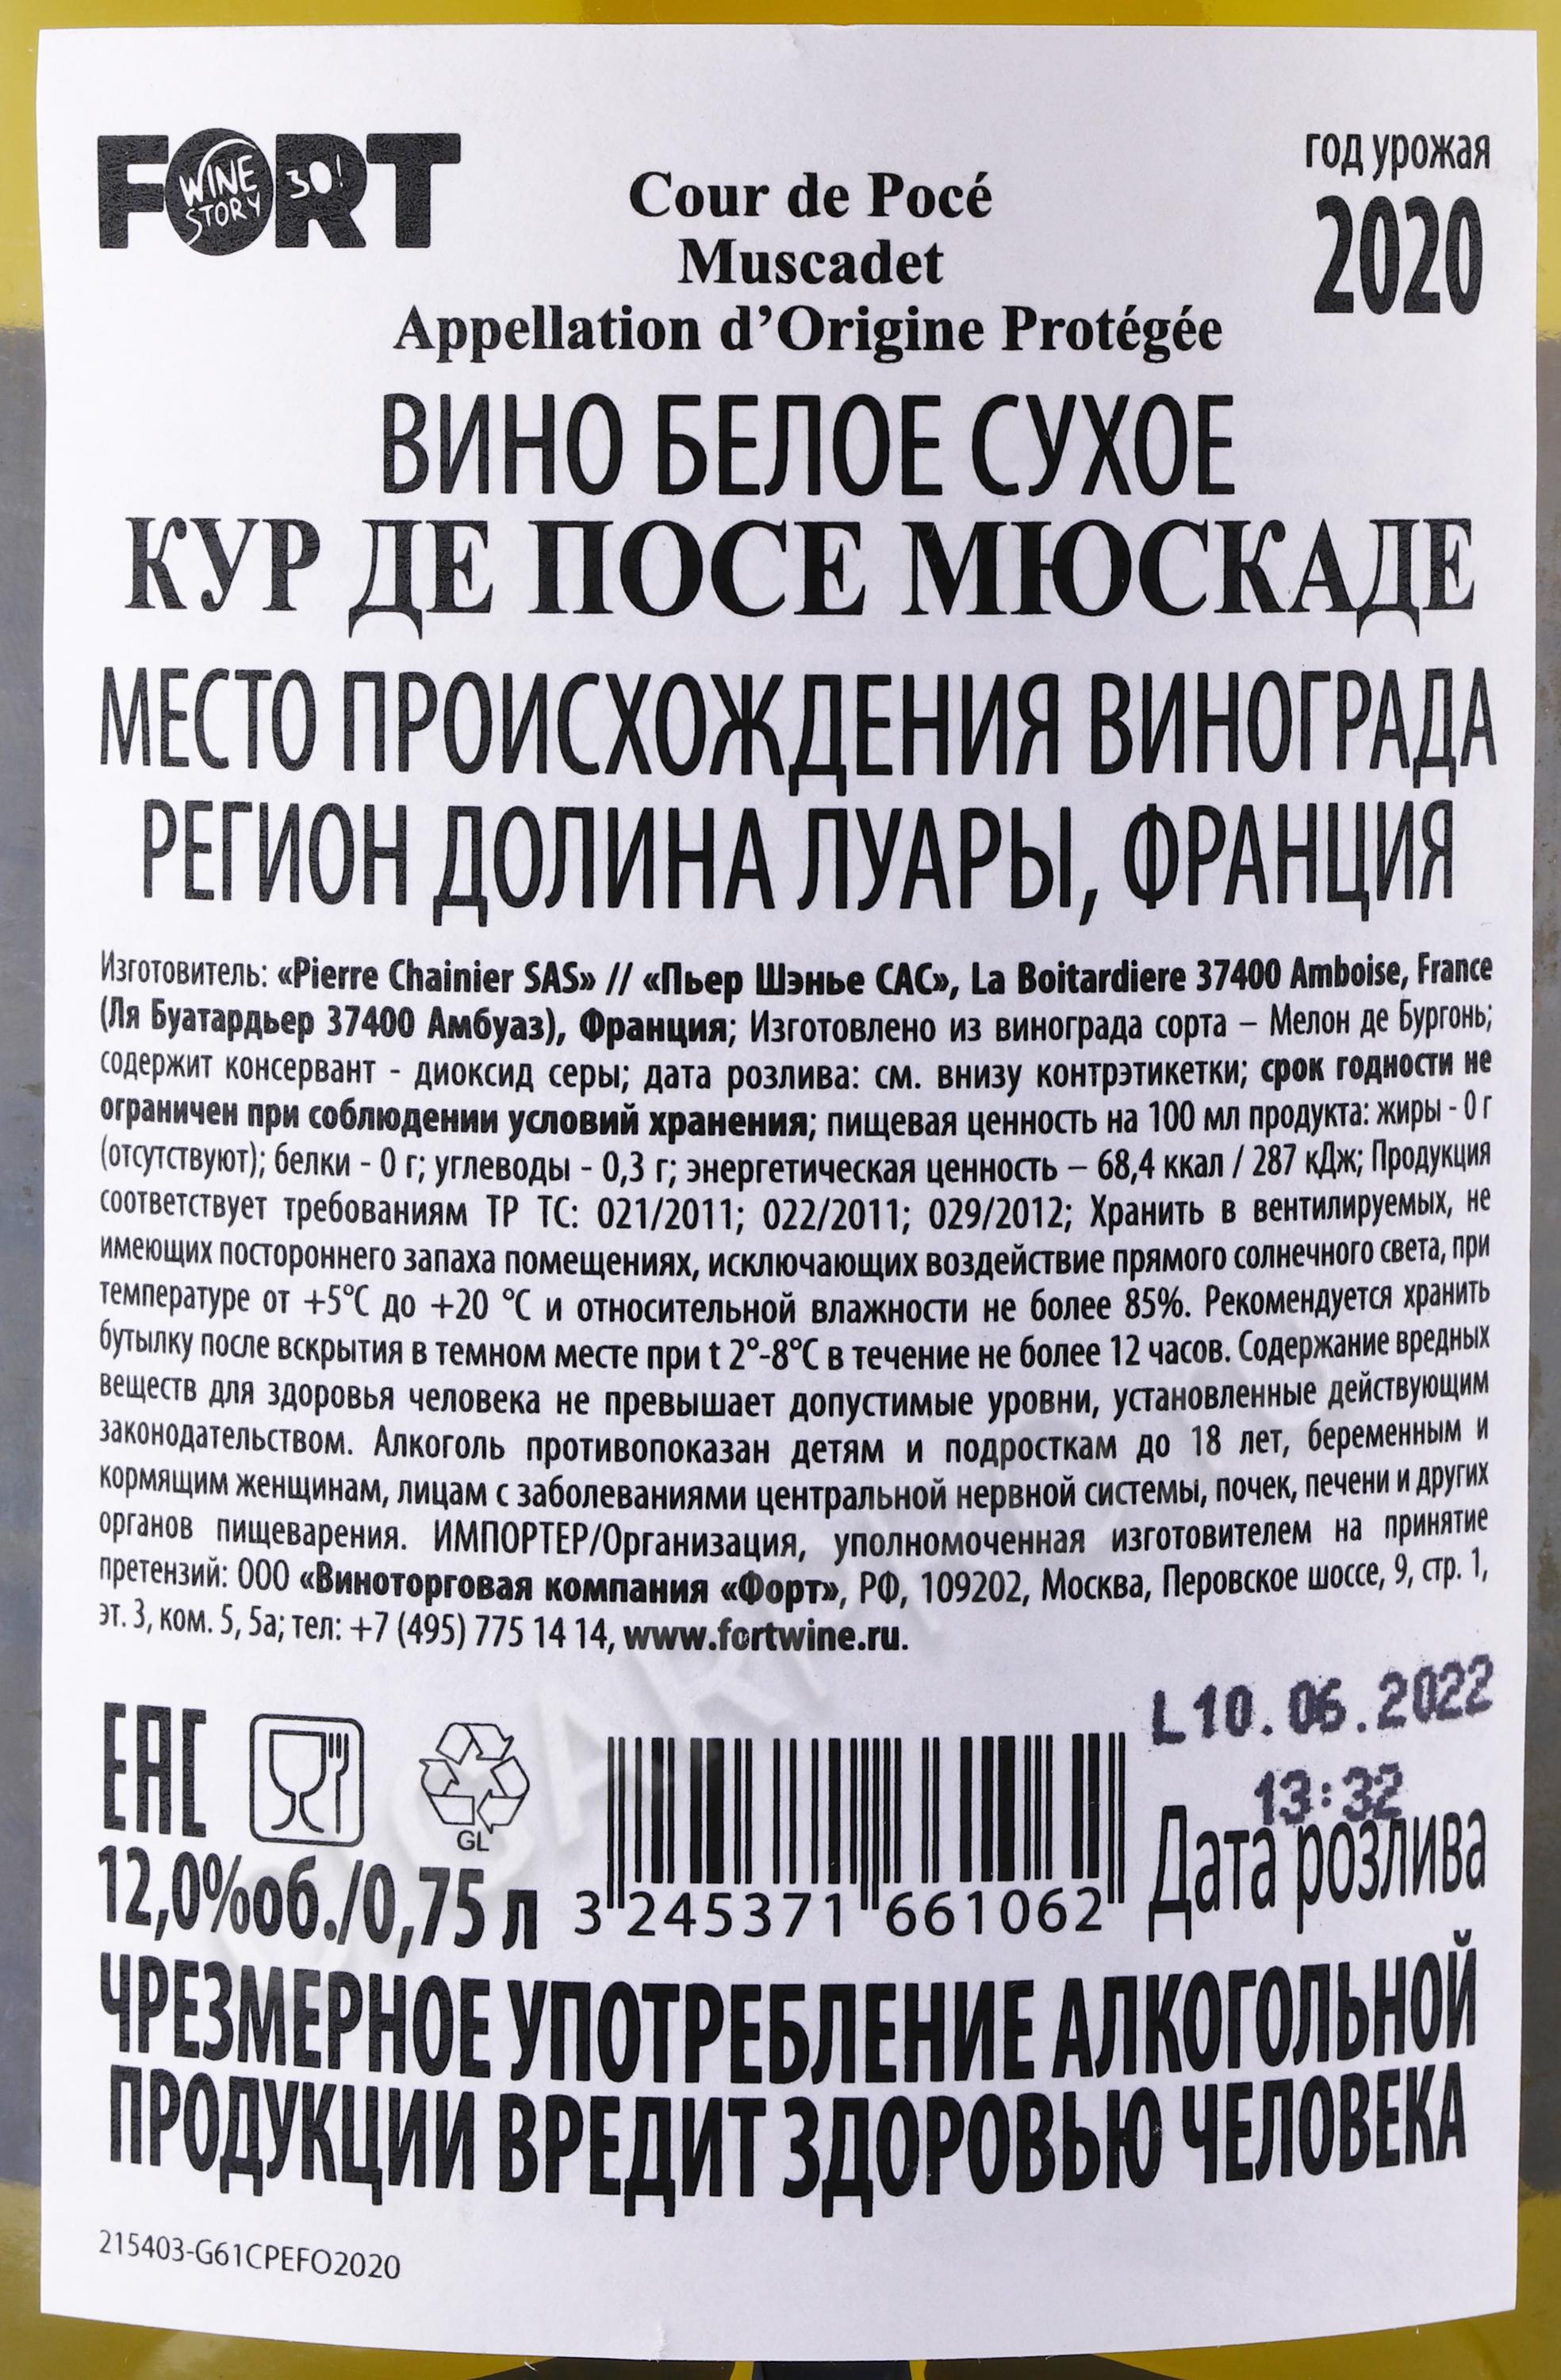 FORT
WINE
STORY
30!
год урожая
2020
Cour de Pocé
Muscadet
Appellation d’Origine Protégée
ВИНО БЕЛОЕ СУХОЕ
КУР ДЕ ПОСЕ МЮСКАДЕ
МЕСТО ПРОИСХОЖДЕНИЯ ВИНОГРАДА
РЕГИОН ДОЛИНА ЛУАРЫ, ФРАНЦИЯ
Изготовитель: «Pierre Chainier SAS» // «Пьер Шэнье САС», La Boitardiere 37400 Amboise, France
(Ля Буатардьер 37400 Амбуаз), Франция; Изготовлено из винограда сорта – Мелон де Бургонь;
содержит консервант - диоксид серы; дата розлива: см. внизу контрэтикетки; срок годности не
ограничен при соблюдении условий хранения; пищевая ценность на 100 мл продукта: жиры - 0 г
(отсутствуют); белки - 0 г; углеводы - 0,3 г; энергетическая ценность – 68,4 ккал / 287 кДж; Продукция
соответствует требованиям ТР ТС: 021/2011; 022/2011; 029/2012; Хранить в вентилируемых, не
имеющих постороннего запаха помещениях, исключающих воздействие прямого солнечного света, при
температуре от +5°С до +20 °С и относительной влажности не более 85%. Рекомендуется хранить
бутылку после вскрытия в темном месте при t 2°-8°С в течение не более 12 часов. Содержание вредных
веществ для здоровья человека не превышает допустимые уровни, установленные действующим
законодательством. Алкоголь противопоказан детям и подросткам до 18 лет, беременным и
кормящим женщинам, лицам с заболеваниями центральной нервной системы, почек, печени и других
органов пищеварения. ИМПОРТЕР/Организация, уполномоченная изготовителем на принятие
претензий: ООО «Виноторговая компания «Форт», РФ, 109202, Москва, Перовское шоссе, 9, стр. 1,
эт. 3, ком. 5, 5а; тел: +7 (495) 775 14 14, www.fortwine.ru.
L10.06.2022
13:32
Дата розлива
ЕАС
GL
12,0%об./0,75 л
3 245371 661062
ЧРЕЗМЕРНОЕ УПОТРЕБЛЕНИЕ АЛКОГОЛЬНОЙ
ПРОДУКЦИИ ВРЕДИТ ЗДОРОВЬЮ ЧЕЛОВЕКА
215403-G61CPEFO2020